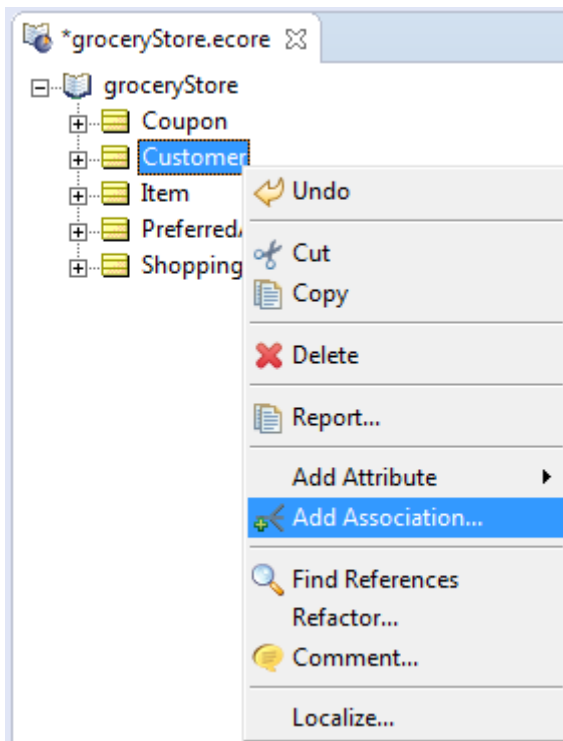 *groceryStore.ecore
groceryStore
Coupon
Customer
Item
Preferred
Shopping
Undo
Cut
Copy
Delete
Report...
Add Attribute
Add Association...
Find References
Refactor...
Comment...
Localize...